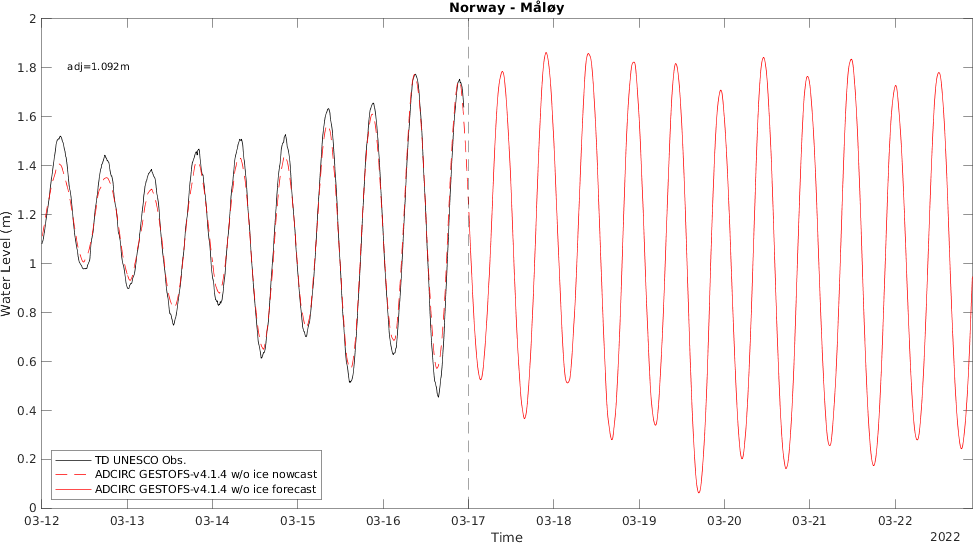 Norway - Måløy
2
1.8
1.6
1.4
1.2
1
0.8
0.6
0.4
0.2
0
Water Level (m)
adj=1.092m
TD UNESCO Obs.
ADCIRC GESTOFS-v4.1.4 w/o ice nowcast
ADCIRC GESTOFS-v4.1.4 w/o ice forecast
03-12 03-13 03-14 03-15 03-16 03-17 03-18 03-19 03-20 03-21 03-22
Time
2022